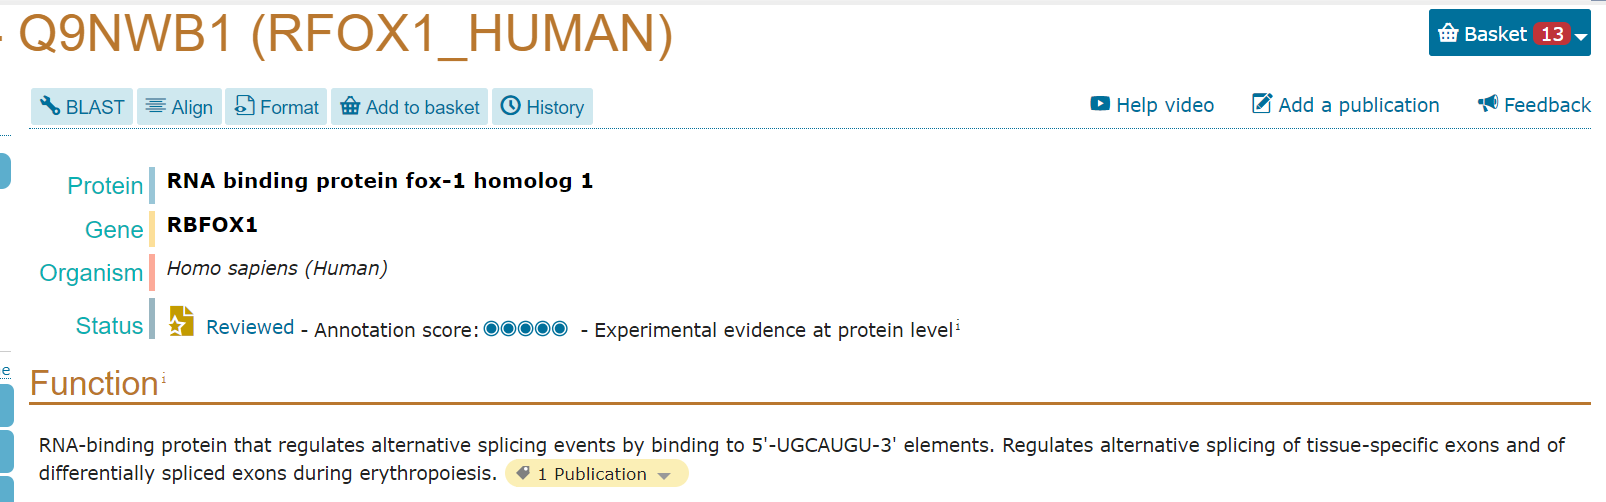 Q9NWB1 (RFOX1_HUMAN)
Basket 13
BLAST Align Format Add to basket History
Help video Add a publication Feedback
Protein RNA binding protein fox-1 homolog 1
Gene RBFOX1
Organism Homo sapiens (Human)
Status Reviewed - Annotation score: - Experimental evidence at protein level i
Function i
RNA-binding protein that regulates alternative splicing events by binding to 5'-UGCAUGU-3' elements. Regulates alternative splicing of tissue-specific exons and of
differentially spliced exons during erythropoiesis. 1 Publication